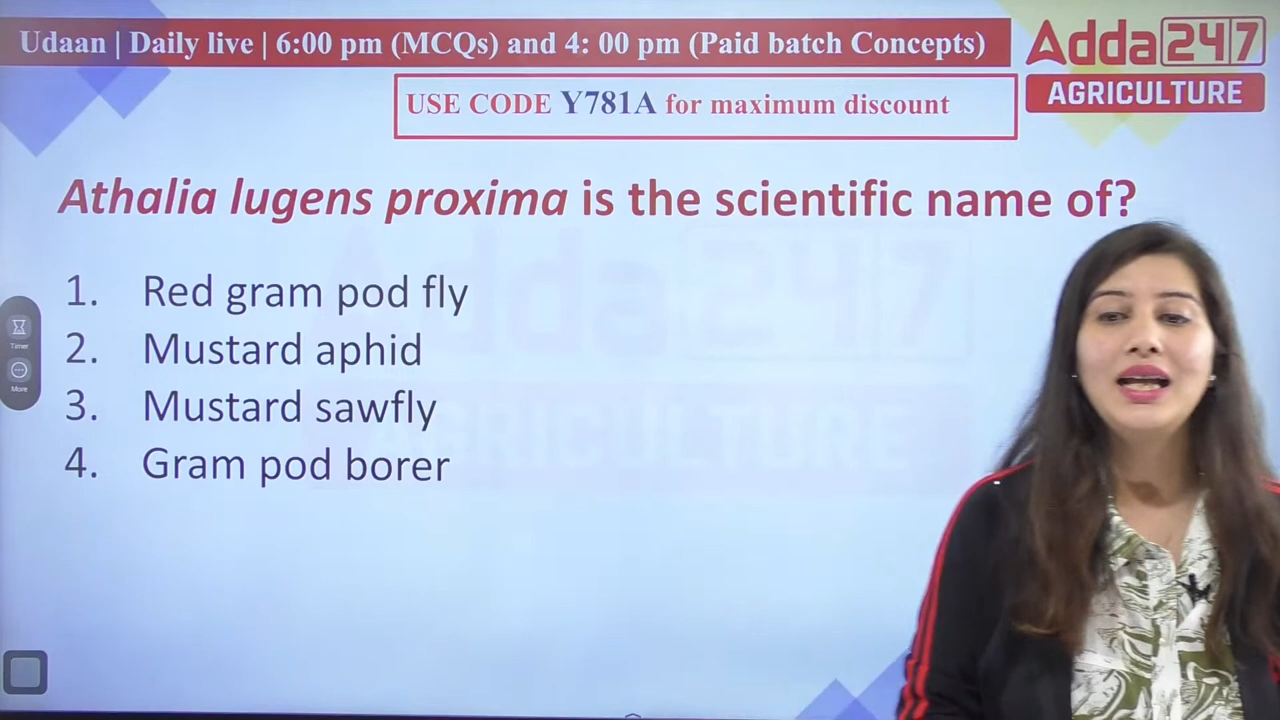 Udaan | Daily live | 6:00 pm (MCQs) and 4: 00 pm (Paid batch Concepts)
Adda247
AGRICULTURE
USE CODE Y781A for maximum discount
Athalia lugens proxima is the scientific name of?
1. Red gram pod fly
2. Mustard aphid
3. Mustard sawfly
4. Gram pod borer
Timer
More
Adda247
AGRICULTURE